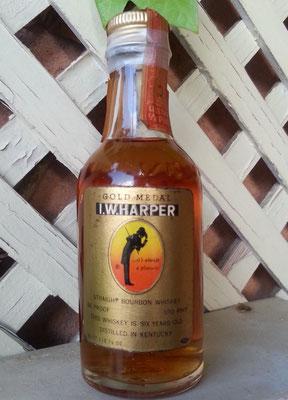 GOLD MEDAL
I.W. HARPER
it's always
a pleasure
STRAIGHT BOURBON WHISKEY
86 PROOF
THIS WHISKEY IS SIX YEARS OLD
DISTILLED IN KENTUCKY